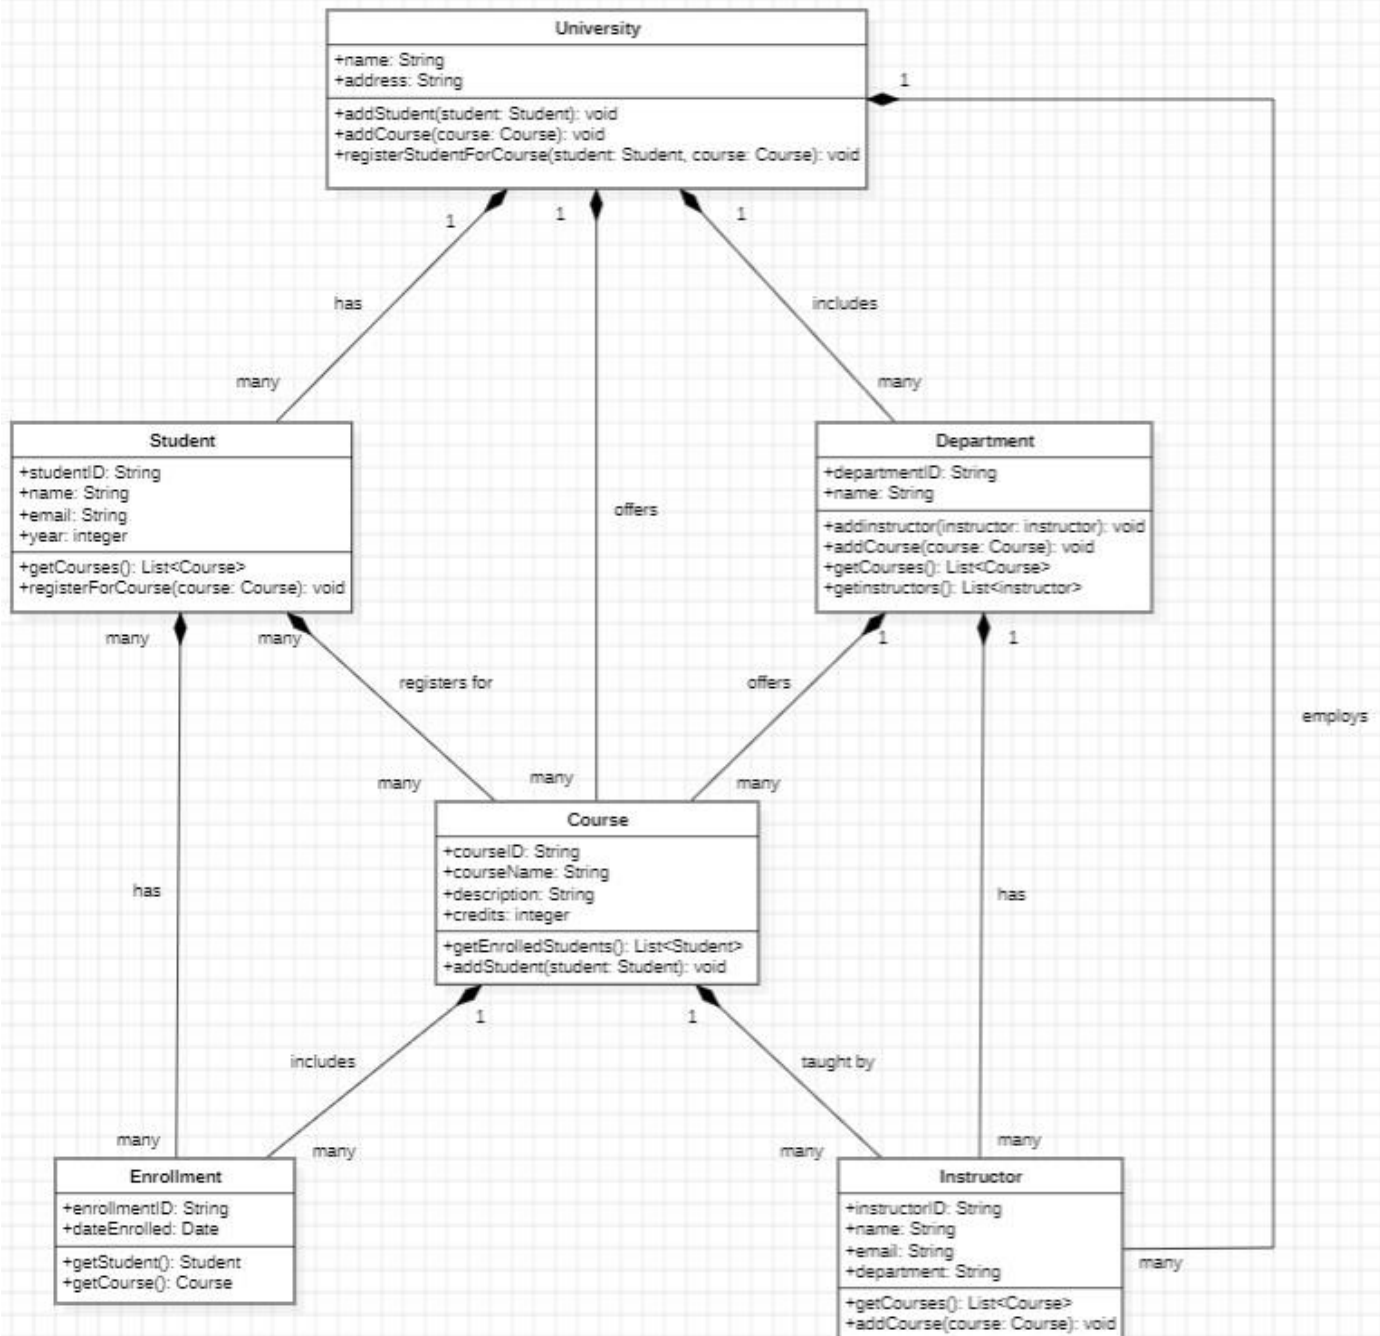 University
+name: String
+address: String
+addStudent(student: Student): void
+addCourse(course: Course): void
+registerStudentForCourse(student: Student, course: Course): void
1
1
1
1
has
includes
many
many
Student
+studentID: String
+name: String
+email: String
+year: integer
+getCourses(): List<Course>
+registerForCourse(course: Course): void
Department
+departmentID: String
+name: String
+addinstructor(instructor: instructor): void
+addCourse(course: Course): void
+getCourses(): List<Course>
+getinstructors(): List<instructor>
offers
many
many
1
1
registers for
offers
employs
many
many
many
Course
+courseID: String
+courseName: String
+description: String
+credits: integer
+getEnrolledStudents(): List<Student>
+addStudent(student: Student): void
has
has
1
1
includes
taught by
many
many
many
many
Enrollment
+enrollmentID: String
+dateEnrolled: Date
+getStudent(): Student
+getCourse(): Course
Instructor
+instructorID: String
+name: String
+email: String
+department: String
+getCourses(): List<Course>
+addCourse(course: Course): void
many